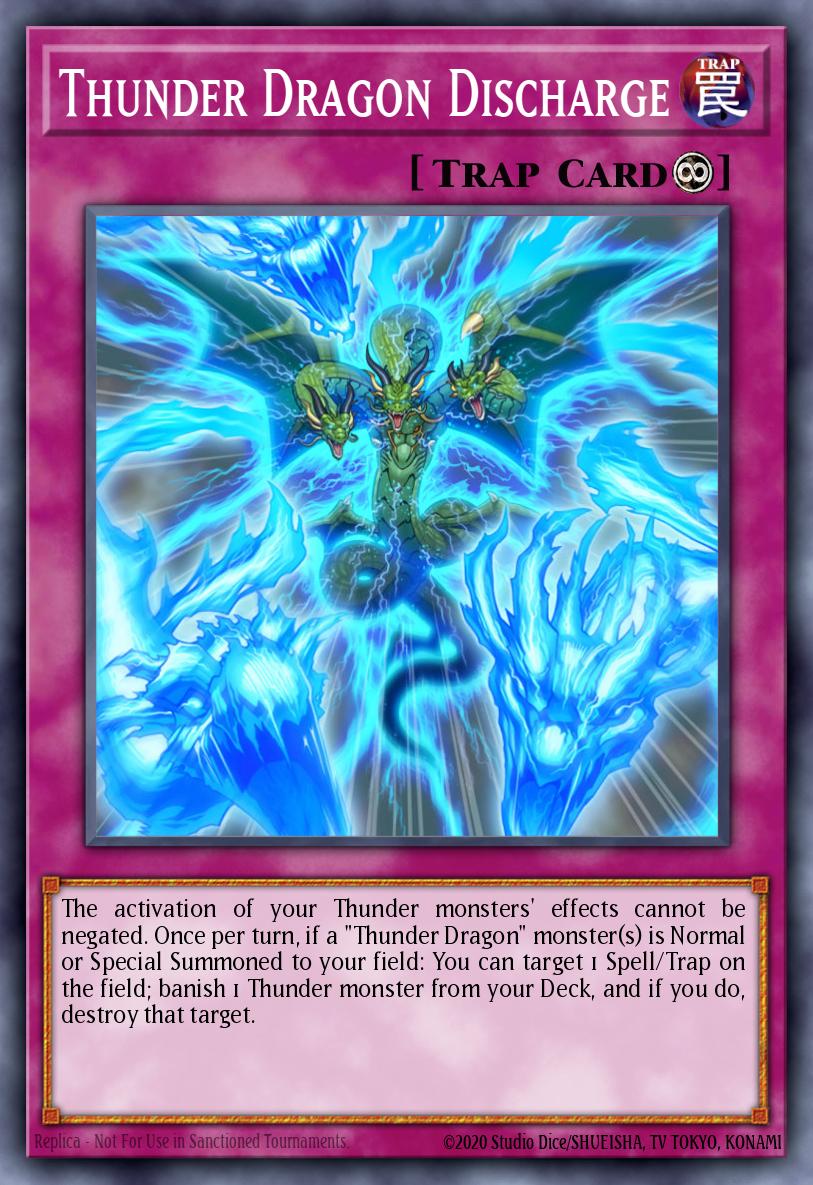 THUNDER DRAGON DISCHARGE
TRAP
罠
[ TRAP CARD ]
The activation of your Thunder monsters' effects cannot be
negated. Once per turn, if a "Thunder Dragon" monster(s) is Normal
or Special Summoned to your field: You can target 1 Spell/Trap on
the field; banish 1 Thunder monster from your Deck, and if you do,
destroy that target.
Replica - Not For Use in Sanctioned Tournaments.
©2020 Studio Dice/SHUEISHA, TV TOKYO, KONAMI